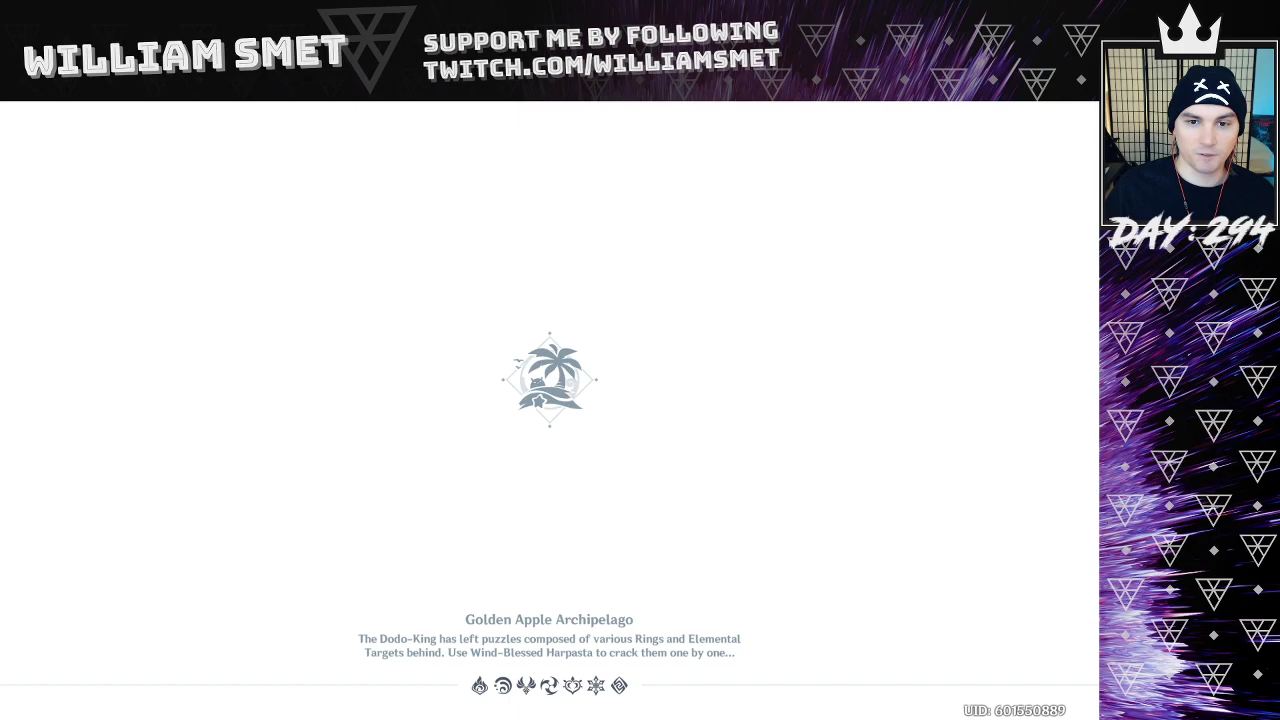 WILLIAM SMET
SUPPORT ME BY FOLLOWING
TWITCH.COM/WILLIAMSMET
DAY: 294
Golden Apple Archipelago
The Dodo-King has left puzzles composed of various Rings and Elemental
Targets behind. Use Wind-Blessed Harpasta to crack them one by one...
UID: 601550889